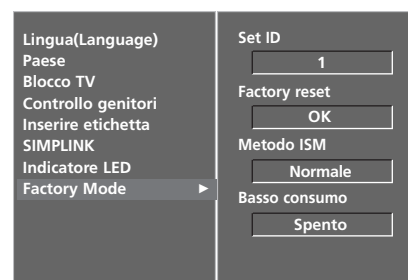 Lingua(Language)
Paese
Blocco TV
Controllo genitori
Inserire etichetta
SIMPLINK
Indicatore LED
Factory Mode ►
Set ID
1
Factory reset
OK
Metodo ISM
Normale
Basso consumo
Spento